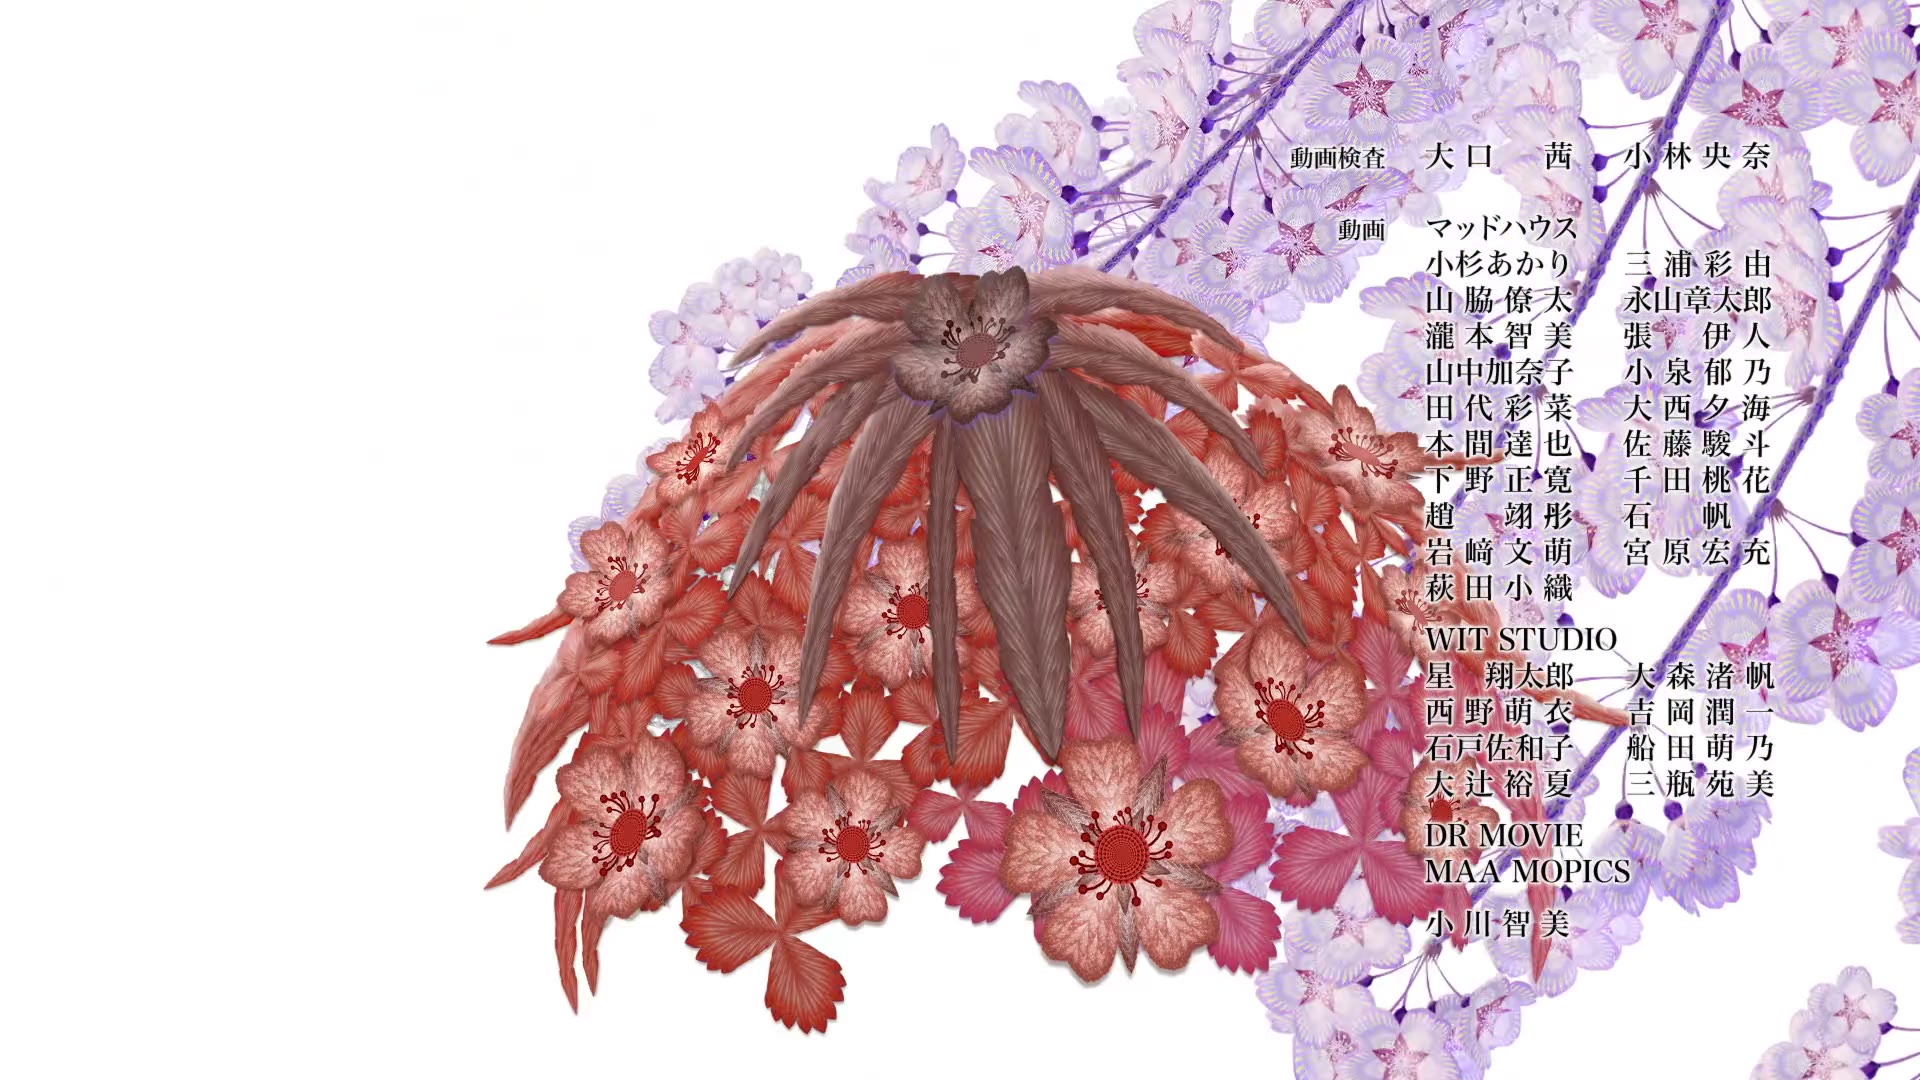 動画検査 大口 茜 小林央奈
動画 マッドハウス
小杉あかり 三浦彩由
山脇僚太 永山章太郎
瀧本智美 張 伊人
山中加奈子 小泉郁乃
田代彩菜 大西夕海
本間達也 佐藤駿斗
下野正寛 千田桃花
趙 翊彤 石 帆
岩﨑文萌 宮原宏充
萩田小織
WIT STUDIO
星 翔太郎 大森渚帆
西野萌衣 吉岡潤一
石戸佐和子 船田萌乃
大辻裕夏 三瓶苑美
DR MOVIE
MAA MOPICS
小川智美